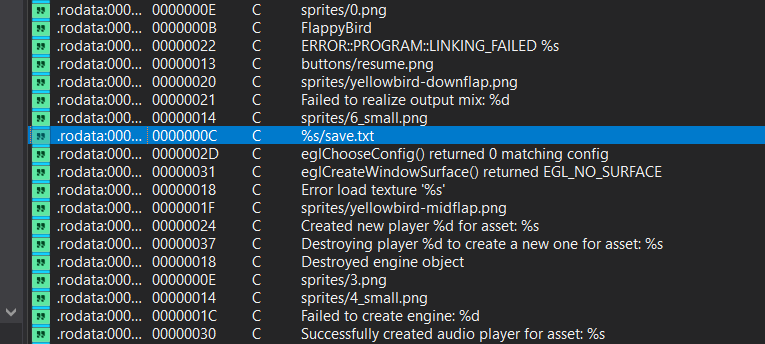 .rodata:000... 0000000E C sprites/0.png
.rodata:000... 0000000B C FlappyBird
.rodata:000... 00000022 C ERROR::PROGRAM::LINKING_FAILED %s
.rodata:000... 00000013 C buttons/resume.png
.rodata:000... 00000020 C sprites/yellowbird-downflap.png
.rodata:000... 00000021 C Failed to realize output mix: %d
.rodata:000... 00000014 C sprites/6_small.png
.rodata:000... 0000000C C %s/save.txt
.rodata:000... 0000002D C eglChooseConfig() returned 0 matching config
.rodata:000... 00000031 C eglCreateWindowSurface() returned EGL_NO_SURFACE
.rodata:000... 00000018 C Error load texture '%s'
.rodata:000... 0000001F C sprites/yellowbird-midflap.png
.rodata:000... 00000024 C Created new player %d for asset: %s
.rodata:000... 00000037 C Destroying player %d to create a new one for asset: %s
.rodata:000... 00000018 C Destroyed engine object
.rodata:000... 0000000E C sprites/3.png
.rodata:000... 00000014 C sprites/4_small.png
.rodata:000... 0000001C C Failed to create engine: %d
.rodata:000... 00000030 C Successfully created audio player for asset: %s